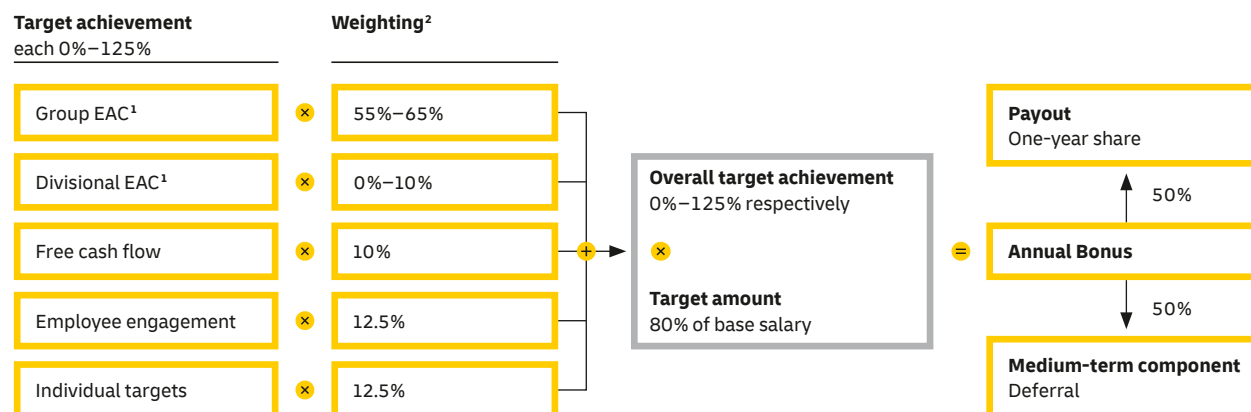 Target achievement
each 0%–125%
Weighting²
Group EAC¹
×
55%–65%
Divisional EAC¹
×
0%–10%
Free cash flow
×
10%
Employee engagement
×
12.5%
Individual targets
×
12.5%
+
Overall target achievement
0%–125% respectively
×
Target amount
80% of base salary
=
Payout
One-year share
50%
Annual Bonus
50%
Medium-term component
Deferral